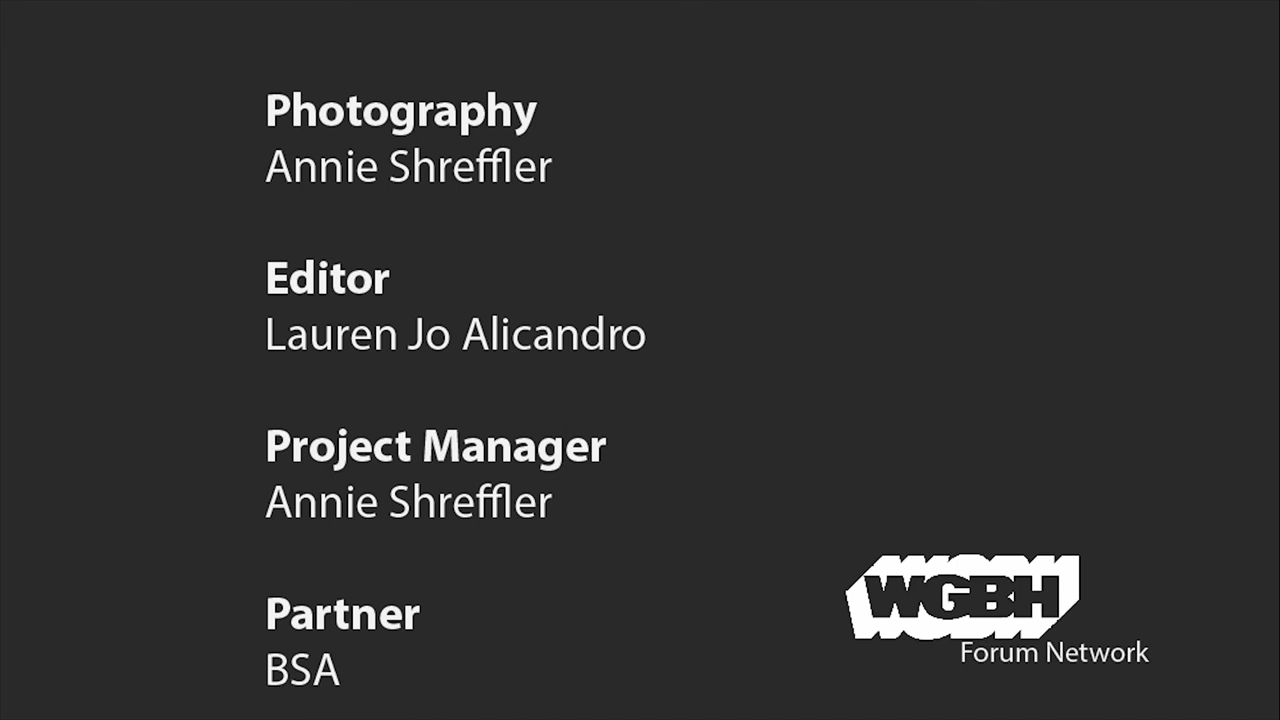 Photography
Annie Shreffler
Editor
Lauren Jo Alicandro
Project Manager
Annie Shreffler
Partner
BSA
WGBH
Forum Network